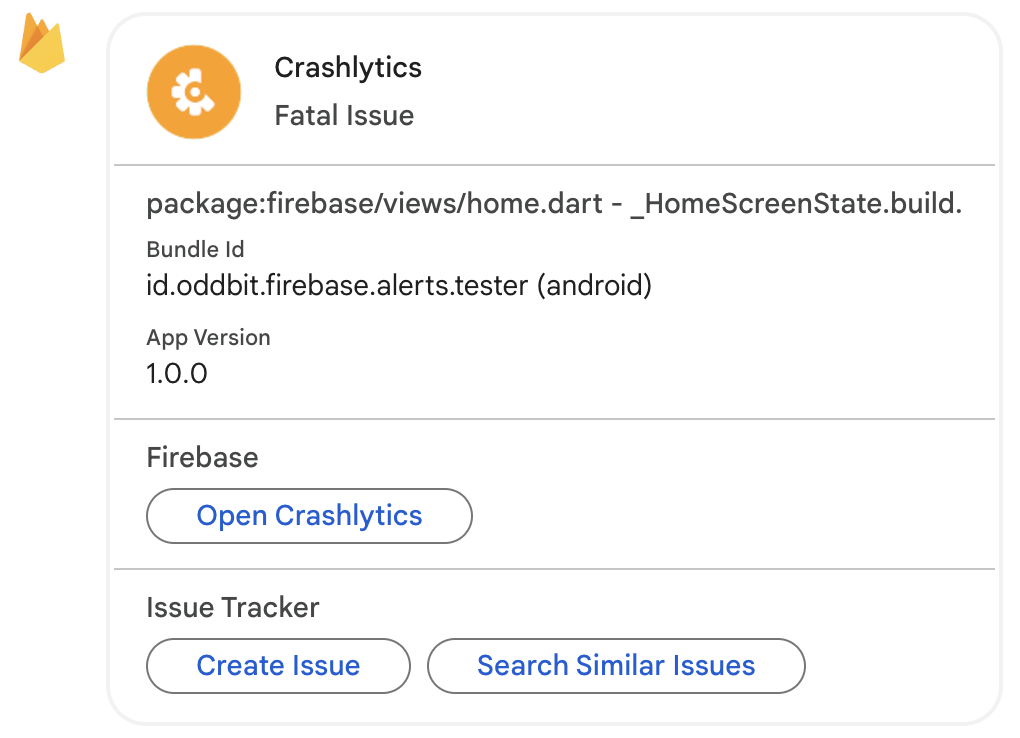 Crashlytics
Fatal Issue
package:firebase/views/home.dart - _HomeScreenState.build.
Bundle Id
id.oddbit.firebase.alerts.tester (android)
App Version
1.0.0
Firebase
Open Crashlytics
Issue Tracker
Create Issue
Search Similar Issues